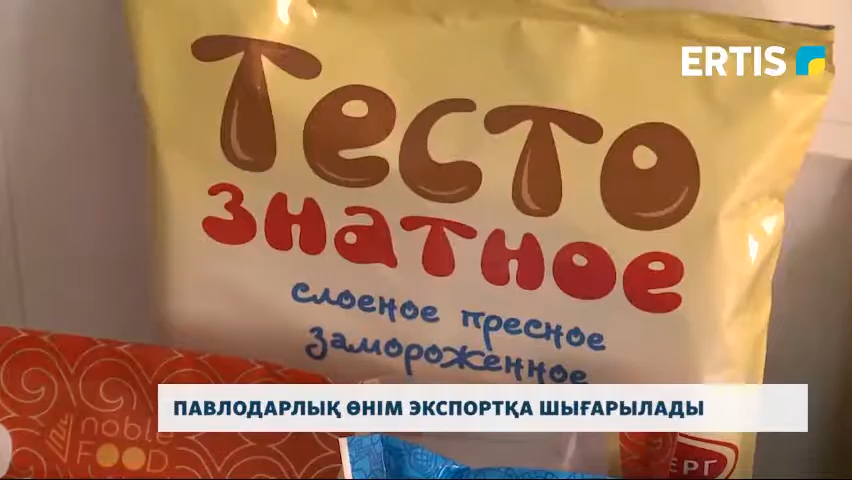 ERTIS
Тесто
знатное
слоеное пресное
замороженное
ПАВЛОДАРЛЫҚ ӨНІМ ЭКСПОРТҚА ШЫҒАРЫЛАДЫ
noble
FOOD